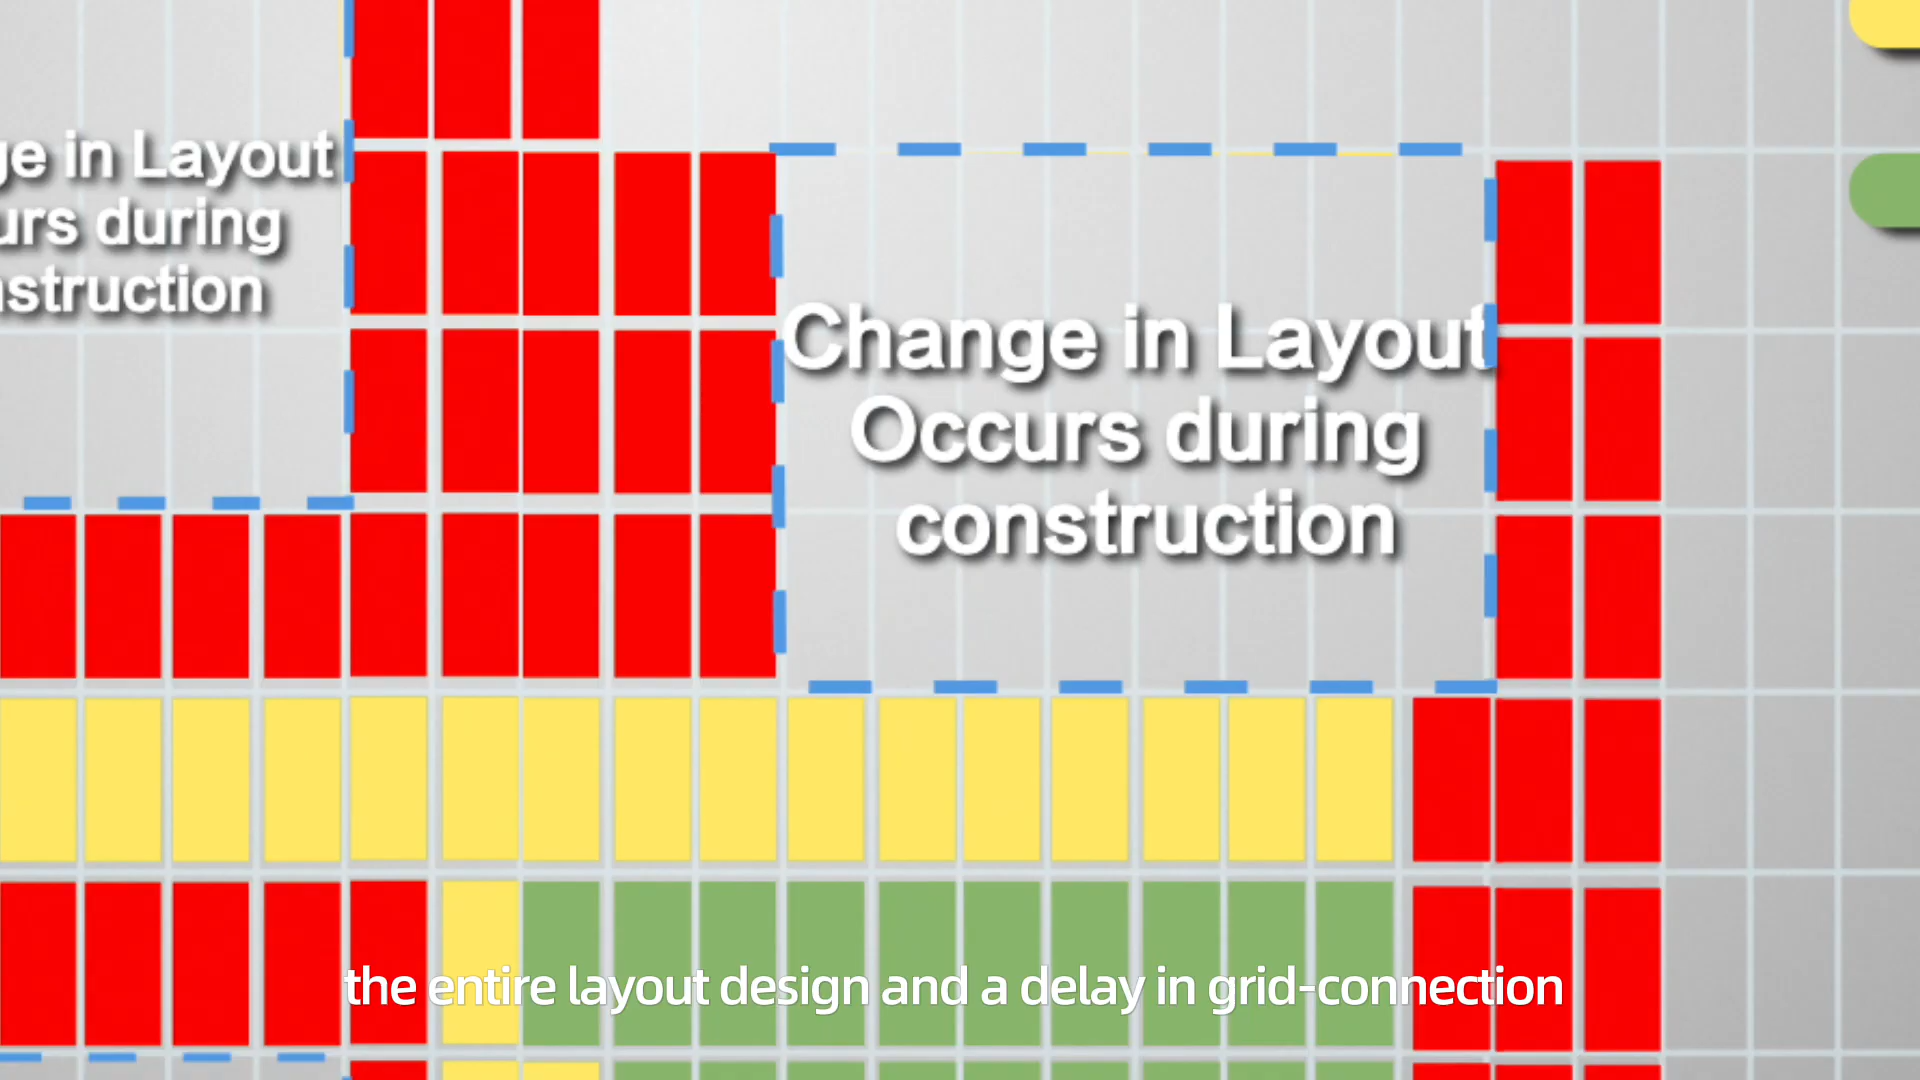 ge in Layout
urs during
nstruction
Change in Layout
Occurs during
construction
the entire layout design and a delay in grid-connection